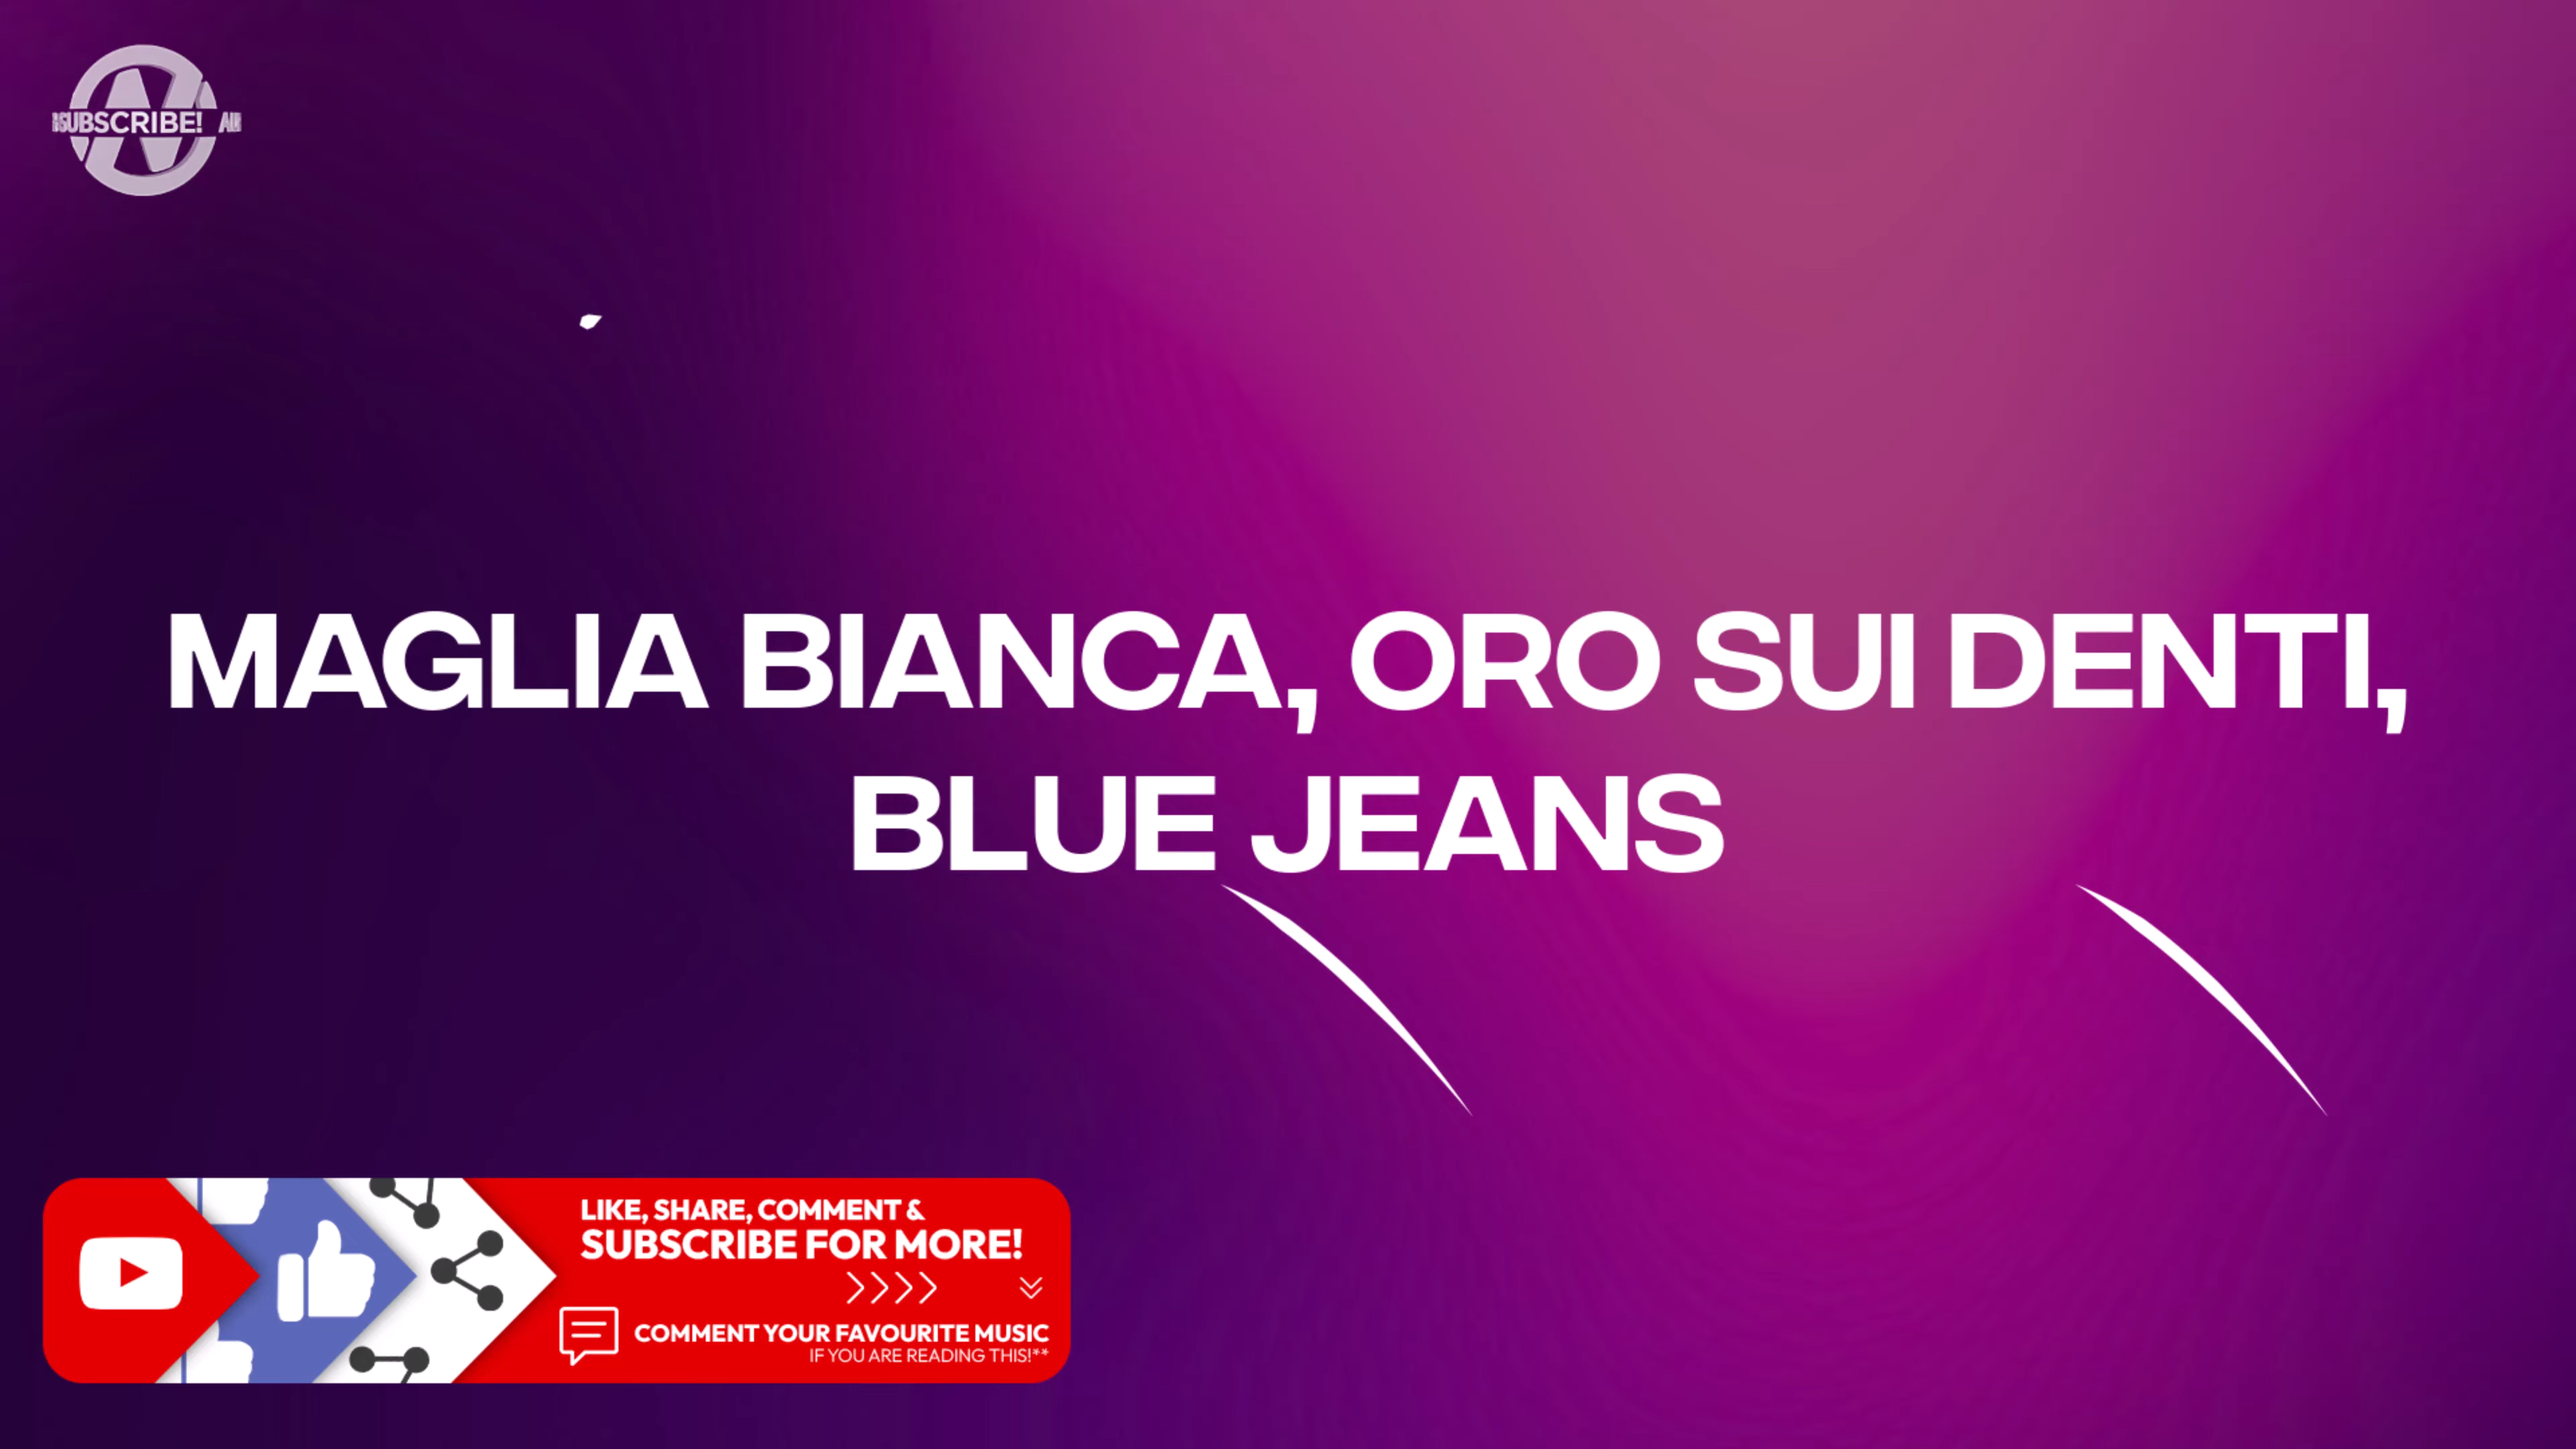 SUBSCRIBE!
MAGLIA BIANCA, ORO SUI DENTI,
BLUE JEANS
LIKE, SHARE, COMMENT &
SUBSCRIBE FOR MORE!
COMMENT YOUR FAVOURITE MUSIC
IF YOU ARE READING THIS!**